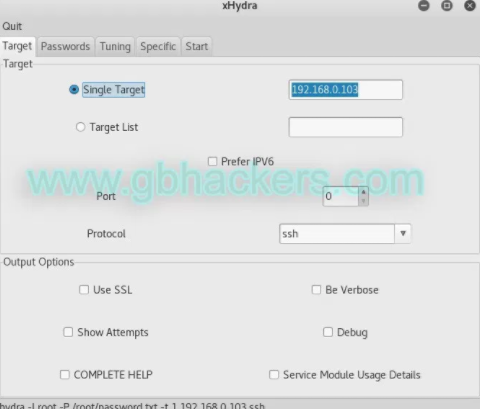 xHydra
Quit
Target Passwords Tuning Specific Start
Target
Single Target 192.168.0.103
Target List
Prefer IPV6
www.gbhackers.com
Port 0
Protocol ssh
Output Options
Use SSL Be Verbose
Show Attempts Debug
COMPLETE HELP Service Module Usage Details
hydra -l root -P /root/password.txt -t 1 192.168.0.103 ssh